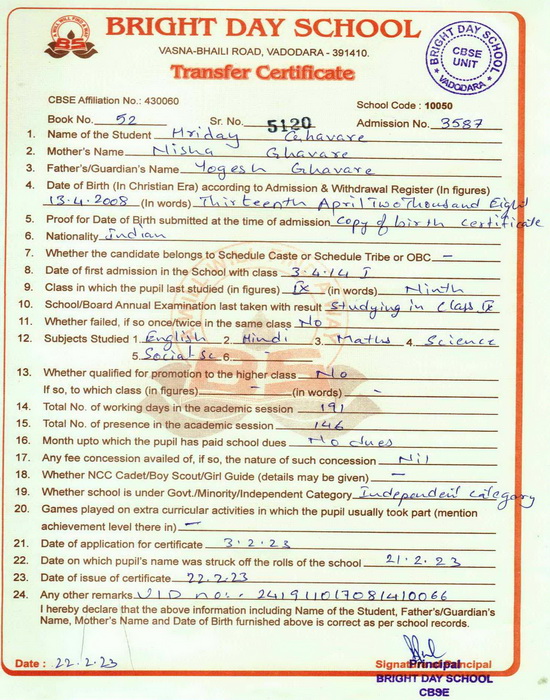 BRIGHT DAY SCHOOL
VASNA-BHAILI ROAD, VADODARA - 391410.
Transfer Certificate
BRIGHT DAY SCHOOL
CBSE
UNIT
VADODARA
CBSE Affiliation No.: 430060
School Code : 10050
Book No. 52 Sr. No. 5120 Admission No. 3587
1. Name of the Student Hriday Ghavare
2. Mother's Name Nisha Ghavare
3. Father's/Guardian's Name Yogesh Ghavare
4. Date of Birth (In Christian Era) according to Admission & Withdrawal Register (In figures)
13.4.2008 (In words) Thirteenth April Two Thousand Eight
5. Proof for Date of Birth submitted at the time of admission copy of birth certificate
6. Nationality Indian
7. Whether the candidate belongs to Schedule Caste or Schedule Tribe or OBC. –
8. Date of first admission in the School with class 3.4.14 I
9. Class in which the pupil last studied (in figures) IX (in words) Ninth
10. School/Board Annual Examination last taken with result Studying in class IX
11. Whether failed, if so once/twice in the same class No
12. Subjects Studied 1. English 2. Hindi 3. Maths 4. Science
5. Social Sc 6. -
13. Whether qualified for promotion to the higher class No
If so, to which class (in figures) - (in words) -
14. Total No. of working days in the academic session 191
15. Total No. of presence in the academic session 146
16. Month upto which the pupil has paid school dues No dues
17. Any fee concession availed of, if so, the nature of such concession Nil
18. Whether NCC Cadet/Boy Scout/Girl Guide (details may be given) –
19. Whether school is under Govt./Minority/Independent Category Independent category
20. Games played on extra curricular activities in which the pupil usually took part (mention
achievement level there in) –
21. Date of application for certificate 3.2.23
22. Date on which pupil's name was struck off the rolls of the school 21.2.23
23. Date of issue of certificate 22.2.23
24. Any other remarks UID no:- 241911017081410066
I hereby declare that the above information including Name of the Student, Father's/Guardian's
Name, Mother's Name and Date of Birth furnished above is correct as per school records.
Date : 22.2.23
Principal
BRIGHT DAY SCHOOL
CBSE